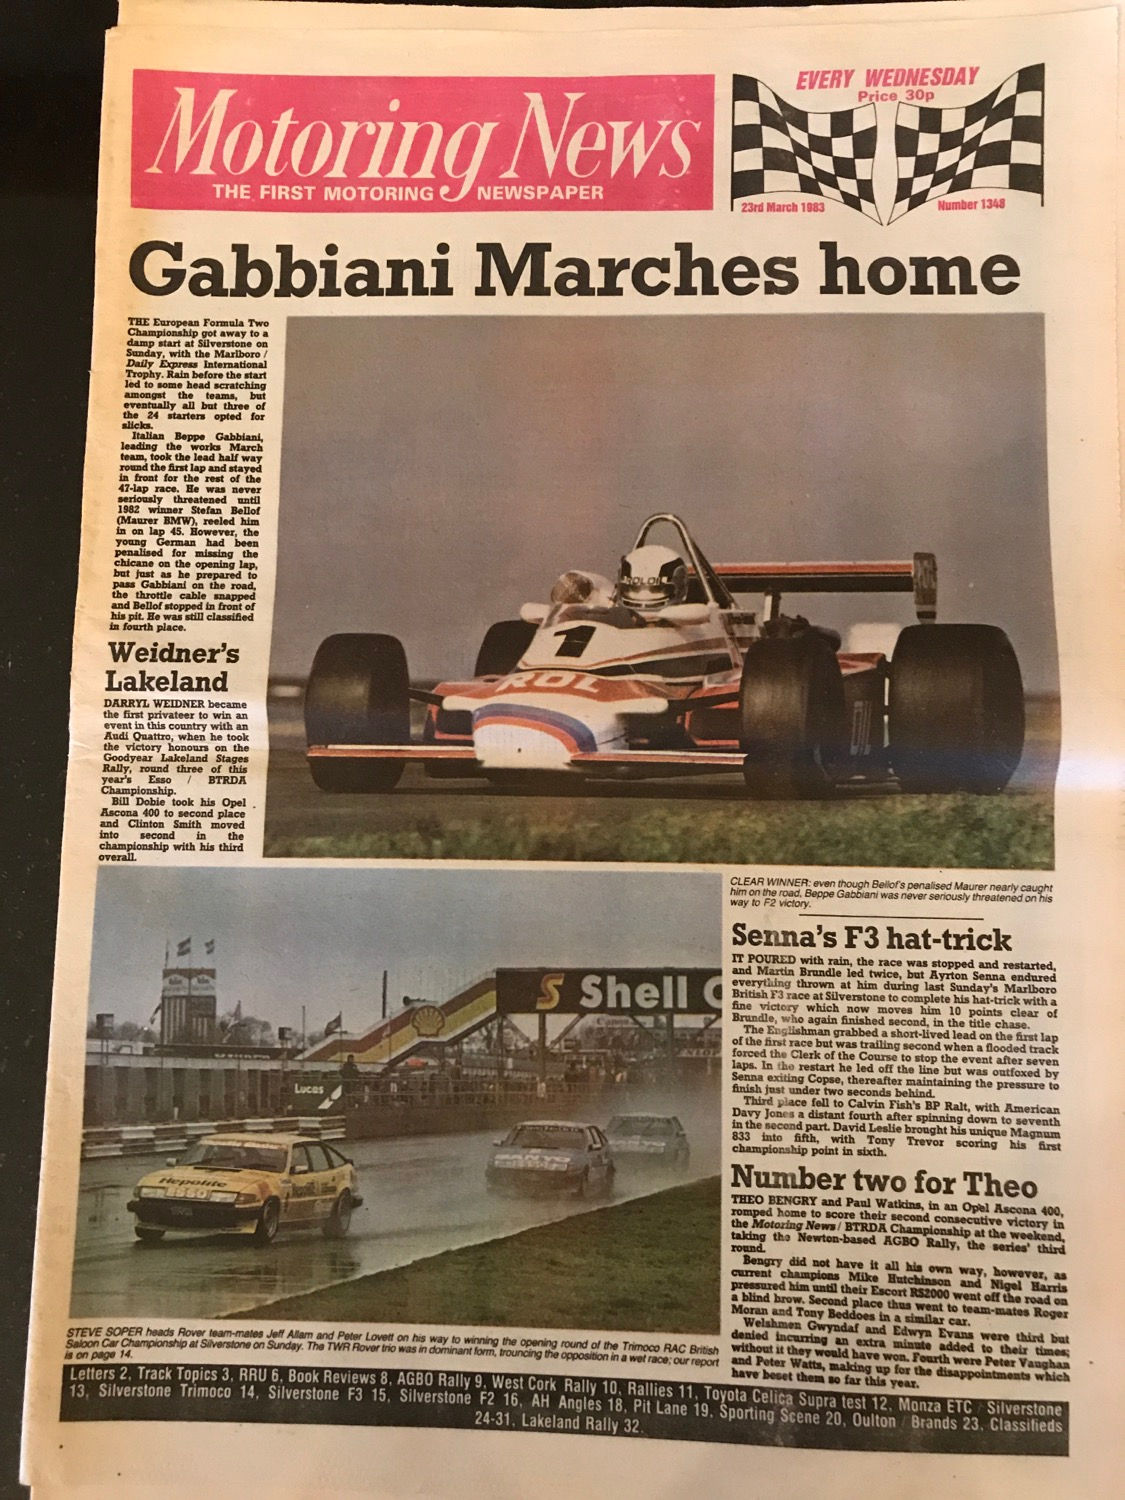 Motoring News
THE FIRST MOTORING NEWSPAPER
EVERY WEDNESDAY
Price 30p
23rd March 1983
Number 1348
Gabbiani Marches home
THE European Formula Two
Championship got away to a
damp start at Silverstone on
Sunday, with the Marlboro /
Daily Express International
Trophy. Rain before the start
led to some head scratching
amongst the teams, but
eventually all but three of
the 24 starters opted for
slicks.
Italian Beppe Gabbiani,
leading the works March
team, took the lead half way
round the first lap and stayed
in front for the rest of the
47-lap race. He was never
seriously threatened until
1982 winner Stefan Bellof
(Maurer BMW), reeled him
in on lap 45. However, the
young German had been
penalised for missing the
chicane on the opening lap,
but just as he prepared to
pass Gabbiani on the road,
the throttle cable snapped
and Bellof stopped in front of
his pit. He was still classified
in fourth place.
Weidner's
Lakeland
DARRYL WEIDNER became
the first privateer to win an
event in this country with an
Audi Quattro, when he took
the victory honours on the
Goodyear Lakeland Stages
Rally, round three of this
year's Esso / BTRDA
Championship.
Bill Dobie took his Opel
Ascona 400 to second place
and Clinton Smith moved
into second in the
championship with his third
overall.
1
ROL
CLEAR WINNER: even though Bellof's penalised Maurer nearly caught
him on the road, Beppe Gabbiani was never seriously threatened on his
way to F2 victory.
Senna's F3 hat-trick
IT POURED with rain, the race was stopped and restarted,
and Martin Brundle led twice, but Ayrton Senna endured
everything thrown at him during last Sunday's Marlboro
British F3 race at Silverstone to complete his hat-trick with a
fine victory which now moves him 10 points clear of
Brundle, who again finished second, in the title chase.
The Englishman grabbed a short-lived lead on the first lap
of the first race but was trailing second when a flooded track
forced the Clerk of the Course to stop the event after seven
laps. In the restart he led off the line but was outfoxed by
Senna exiting Copse, thereafter maintaining the pressure to
finish just under two seconds behind.
Third place fell to Calvin Fish's BP Ralt, with American
Davy Jones a distant fourth after spinning down to seventh
in the second part. David Leslie brought his unique Magnum
833 into fifth, with Tony Trevor scoring his first
championship point in sixth.
Number two for Theo
THEO BENGRY and Paul Watkins, in an Opel Ascona 400,
romped home to score their second consecutive victory in
the Motoring News / BTRDA Championship at the weekend,
taking the Newton-based AGBO Rally, the series' third
round.
Bengry did not have it all his own way, however, as
current champions Mike Hutchinson and Nigel Harris
pressured him until their Escort RS2000 went off the road on
a blind brow. Second place thus went to team-mates Roger
Moran and Tony Beddoes in a similar car.
Welshmen Gwyndaf and Edwyn Evans were third but
denied incurring an extra minute added to their times;
without it they would have won. Fourth were Peter Vaughan
and Peter Watts, making up for the disappointments which
have beset them so far this year.
Shell
Lucas
Hepolite
ESSO
SANYO
STEVE SOPER heads Rover team-mates Jeff Allam and Peter Lovett on his way to winning the opening round of the Trimoco RAC British
Saloon Car Championship at Silverstone on Sunday. The TWR Rover trio was in dominant form, trouncing the opposition in a wet race; our report
is on page 14.
Letters 2, Track Topics 3, RRU 6, Book Reviews 8, AGBO Rally 9, West Cork Rally 10, Rallies 11, Toyota Celica Supra test 12, Monza ETC / Silverstone
13, Silverstone Trimoco 14, Silverstone F3 15, Silverstone F2 16, AH Angles 18, Pit Lane 19, Sporting Scene 20, Oulton / Brands 23, Classifieds
24-31, Lakeland Rally 32.